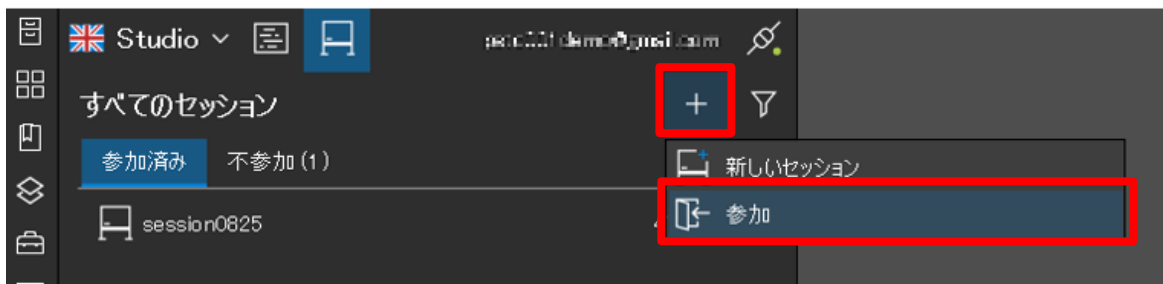 Studio
すべてのセッション
参加済み 不参加(1)
新しいセッション
参加
session0825